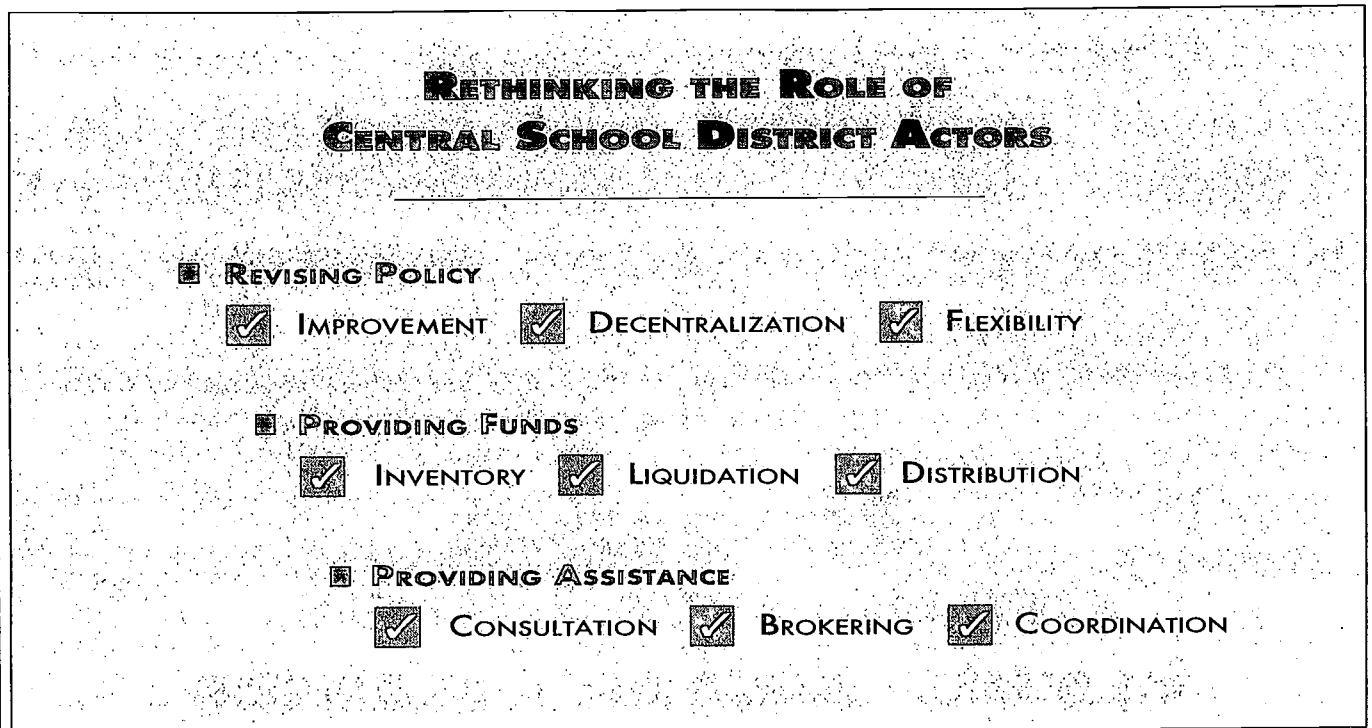 RETHINKING THE ROLE OF
CENTRAL SCHOOL DISTRICT ACTORS
REVISING POLICY
IMPROVEMENT DECENTRALIZATION FLEXIBILITY
PROVIDING FUNDS
INVENTORY LIQUIDATION DISTRIBUTION
PROVIDING ASSISTANCE
CONSULTATION BROKERING COORDINATION